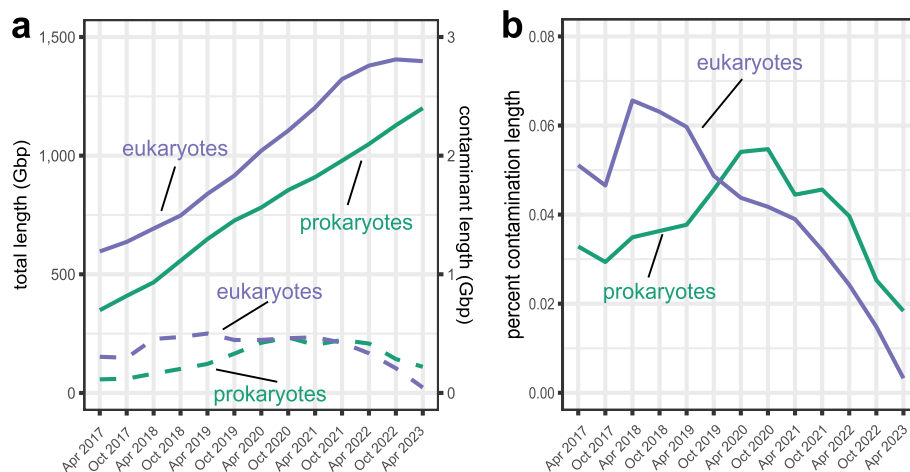 a
total length (Gbp)
1,500
1,000
500
0
3
2
1
0
contaminant length (Gbp)
eukaryotes
prokaryotes
eukaryotes
prokaryotes
Apr 2017
Oct 2017
Apr 2018
Oct 2018
Apr 2019
Oct 2019
Apr 2020
Oct 2020
Apr 2021
Oct 2021
Apr 2022
Oct 2022
Apr 2023
b
percent contamination length
0.08
0.06
0.04
0.02
0.00
eukaryotes
prokaryotes
Apr 2017
Oct 2017
Apr 2018
Oct 2018
Apr 2019
Oct 2019
Apr 2020
Oct 2020
Apr 2021
Oct 2021
Apr 2022
Oct 2022
Apr 2023